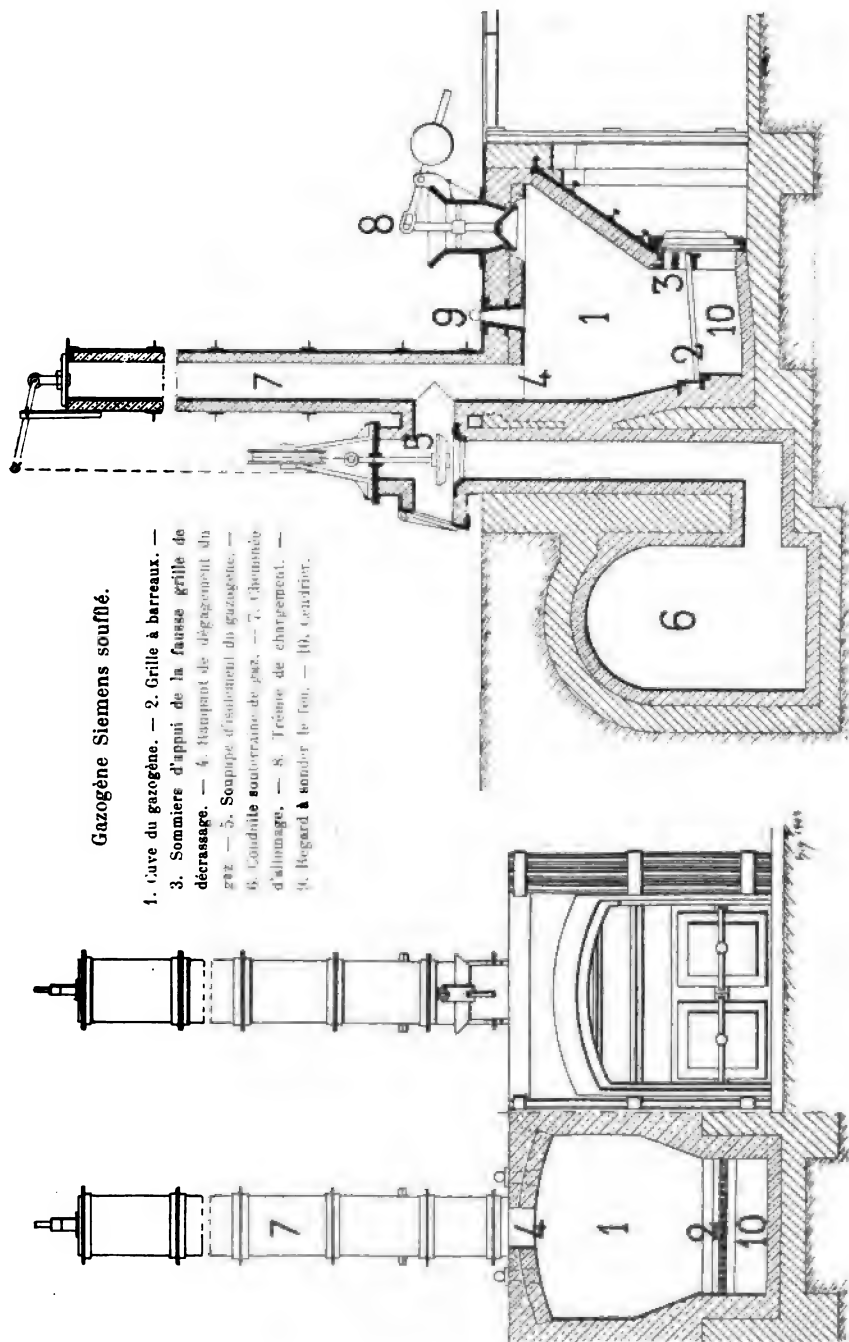 Gazogène Siemens soufflé.
1. Cuve du gazogène. — 2. Grille à barreaux. —
3. Sommiers d'appui de la fausse grille de
décrassage. — 4. Rampant de dégagement du
gaz — 5. Soupape d'isolement du gazogène. —
6. Conduite souterraine de gaz. — 7. Cheminée
d'allumage. — 8. Trémie de chargement. —
9. Regard à sonder le feu. — 10. Cendrier.
7
4
1
2
10
8
9
7
5
4
1
3
2
10
6